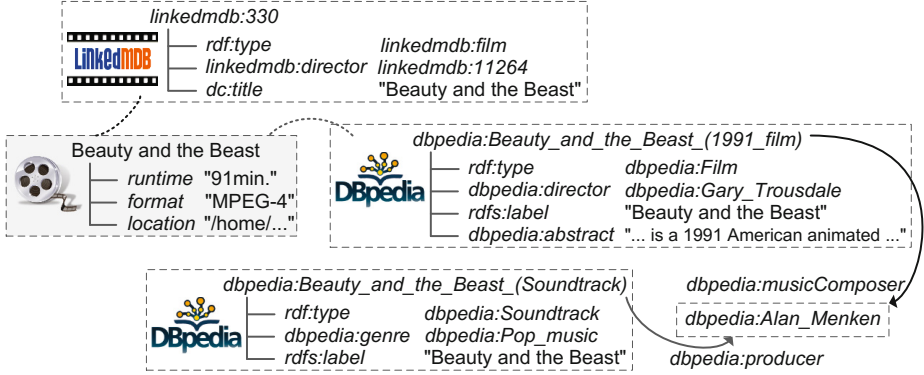 linkedmdb:330
LinkedMDB
rdf:type linkedmdb:film
linkedmdb:director linkedmdb:11264
dc:title "Beauty and the Beast"
Beauty and the Beast
runtime "91min."
format "MPEG-4"
location "/home/..."
dbpedia:Beauty_and_the_Beast_(1991_film)
DBpedia
rdf:type dbpedia:Film
dbpedia:director dbpedia:Gary_Trousdale
rdfs:label "Beauty and the Beast"
dbpedia:abstract "... is a 1991 American animated ..."
dbpedia:Beauty_and_the_Beast_(Soundtrack)
DBpedia
rdf:type dbpedia:Soundtrack
dbpedia:genre dbpedia:Pop_music
rdfs:label "Beauty and the Beast"
dbpedia:musicComposer
dbpedia:Alan_Menken
dbpedia:producer